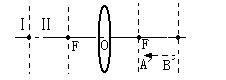 I II
F O F
A′ B′